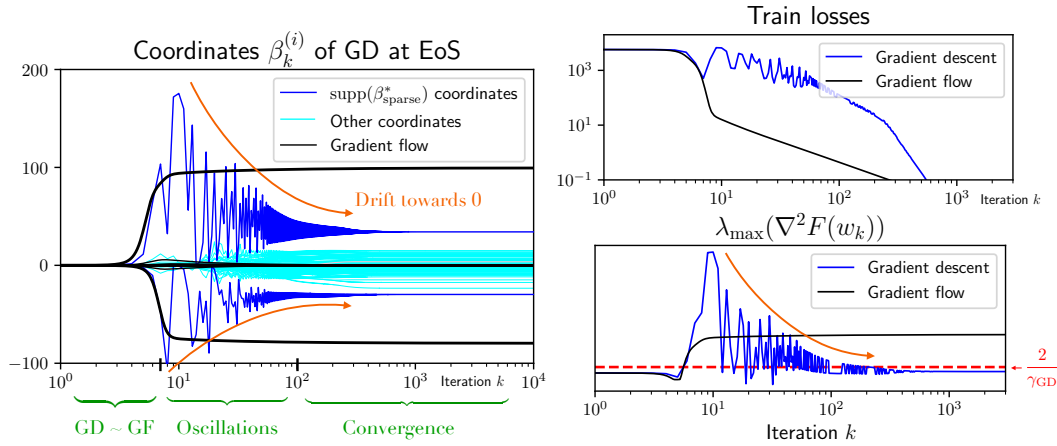 Coordinates β_k^(i) of GD at EoS
200
100
0
−100
supp(β*_sparse) coordinates
Other coordinates
Gradient flow
Drift towards 0
10^0
10^1
10^2
10^3
10^4
Iteration k
GD ~ GF
Oscillations
Convergence
Train losses
10^3
10^1
10^−1
Gradient descent
Gradient flow
10^0
10^1
10^2
10^3
Iteration k
λ_max(∇²F(w_k))
Gradient descent
Gradient flow
2/γ_GD
10^0
10^1
10^2
10^3
Iteration k